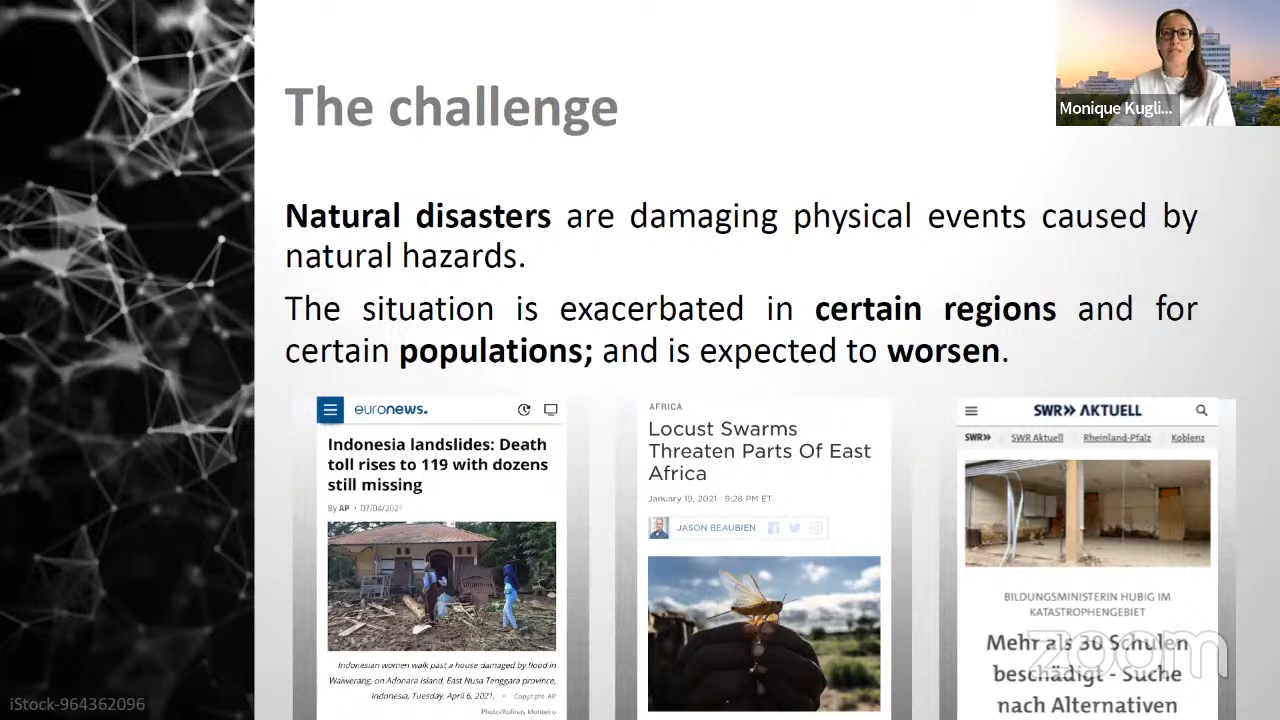 The challenge
Monique Kugli...
Natural disasters are damaging physical events caused by
natural hazards.
The situation is exacerbated in certain regions and for
certain populations; and is expected to worsen.
euronews.
Indonesia landslides: Death
toll rises to 119 with dozens
still missing
By AP • 07/04/2021
Indonesian women walk past a house damaged by flood in
Waiwerang, on Adonara Island, East Nusa Tenggara province,
Indonesia, Tuesday, April 6, 2021. • Copyright AP
Photo/Rofinus Monteiro
AFRICA
Locust Swarms
Threaten Parts Of East
Africa
January 19, 2021 9:28 PM ET
JASON BEAUBIEN
SWR» AKTUELL
SWR» SWR Aktuell Rheinland-Pfalz Koblenz
BILDUNGSMINISTERIN HUBIG IM
KATASTROPHENGEBIET
Mehr als 30 Schulen
beschädigt - Suche
nach Alternativen
zoom
iStock-964362096